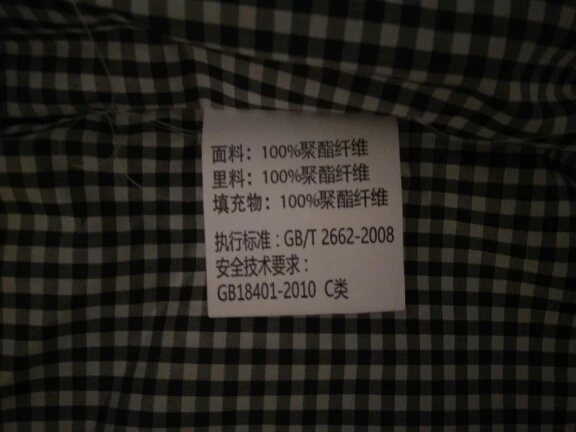 面料：100%聚酯纤维
里料：100%聚酯纤维
填充物：100%聚酯纤维
执行标准：GB/T 2662-2008
安全技术要求：
GB18401-2010 C类